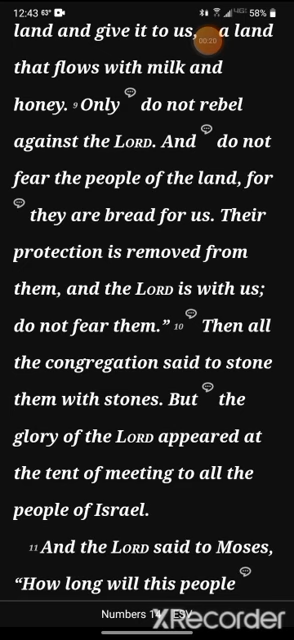 12:43 63° 58%
land and give it to us, a land
00:20
that flows with milk and
honey. 9 Only do not rebel
against the LORD. And do not
fear the people of the land, for
they are bread for us. Their
protection is removed from
them, and the LORD is with us;
do not fear them.” 10 Then all
the congregation said to stone
them with stones. But the
glory of the LORD appeared at
the tent of meeting to all the
people of Israel.
11 And the LORD said to Moses,
“How long will this people
Numbers 14 ESV
XRecorder